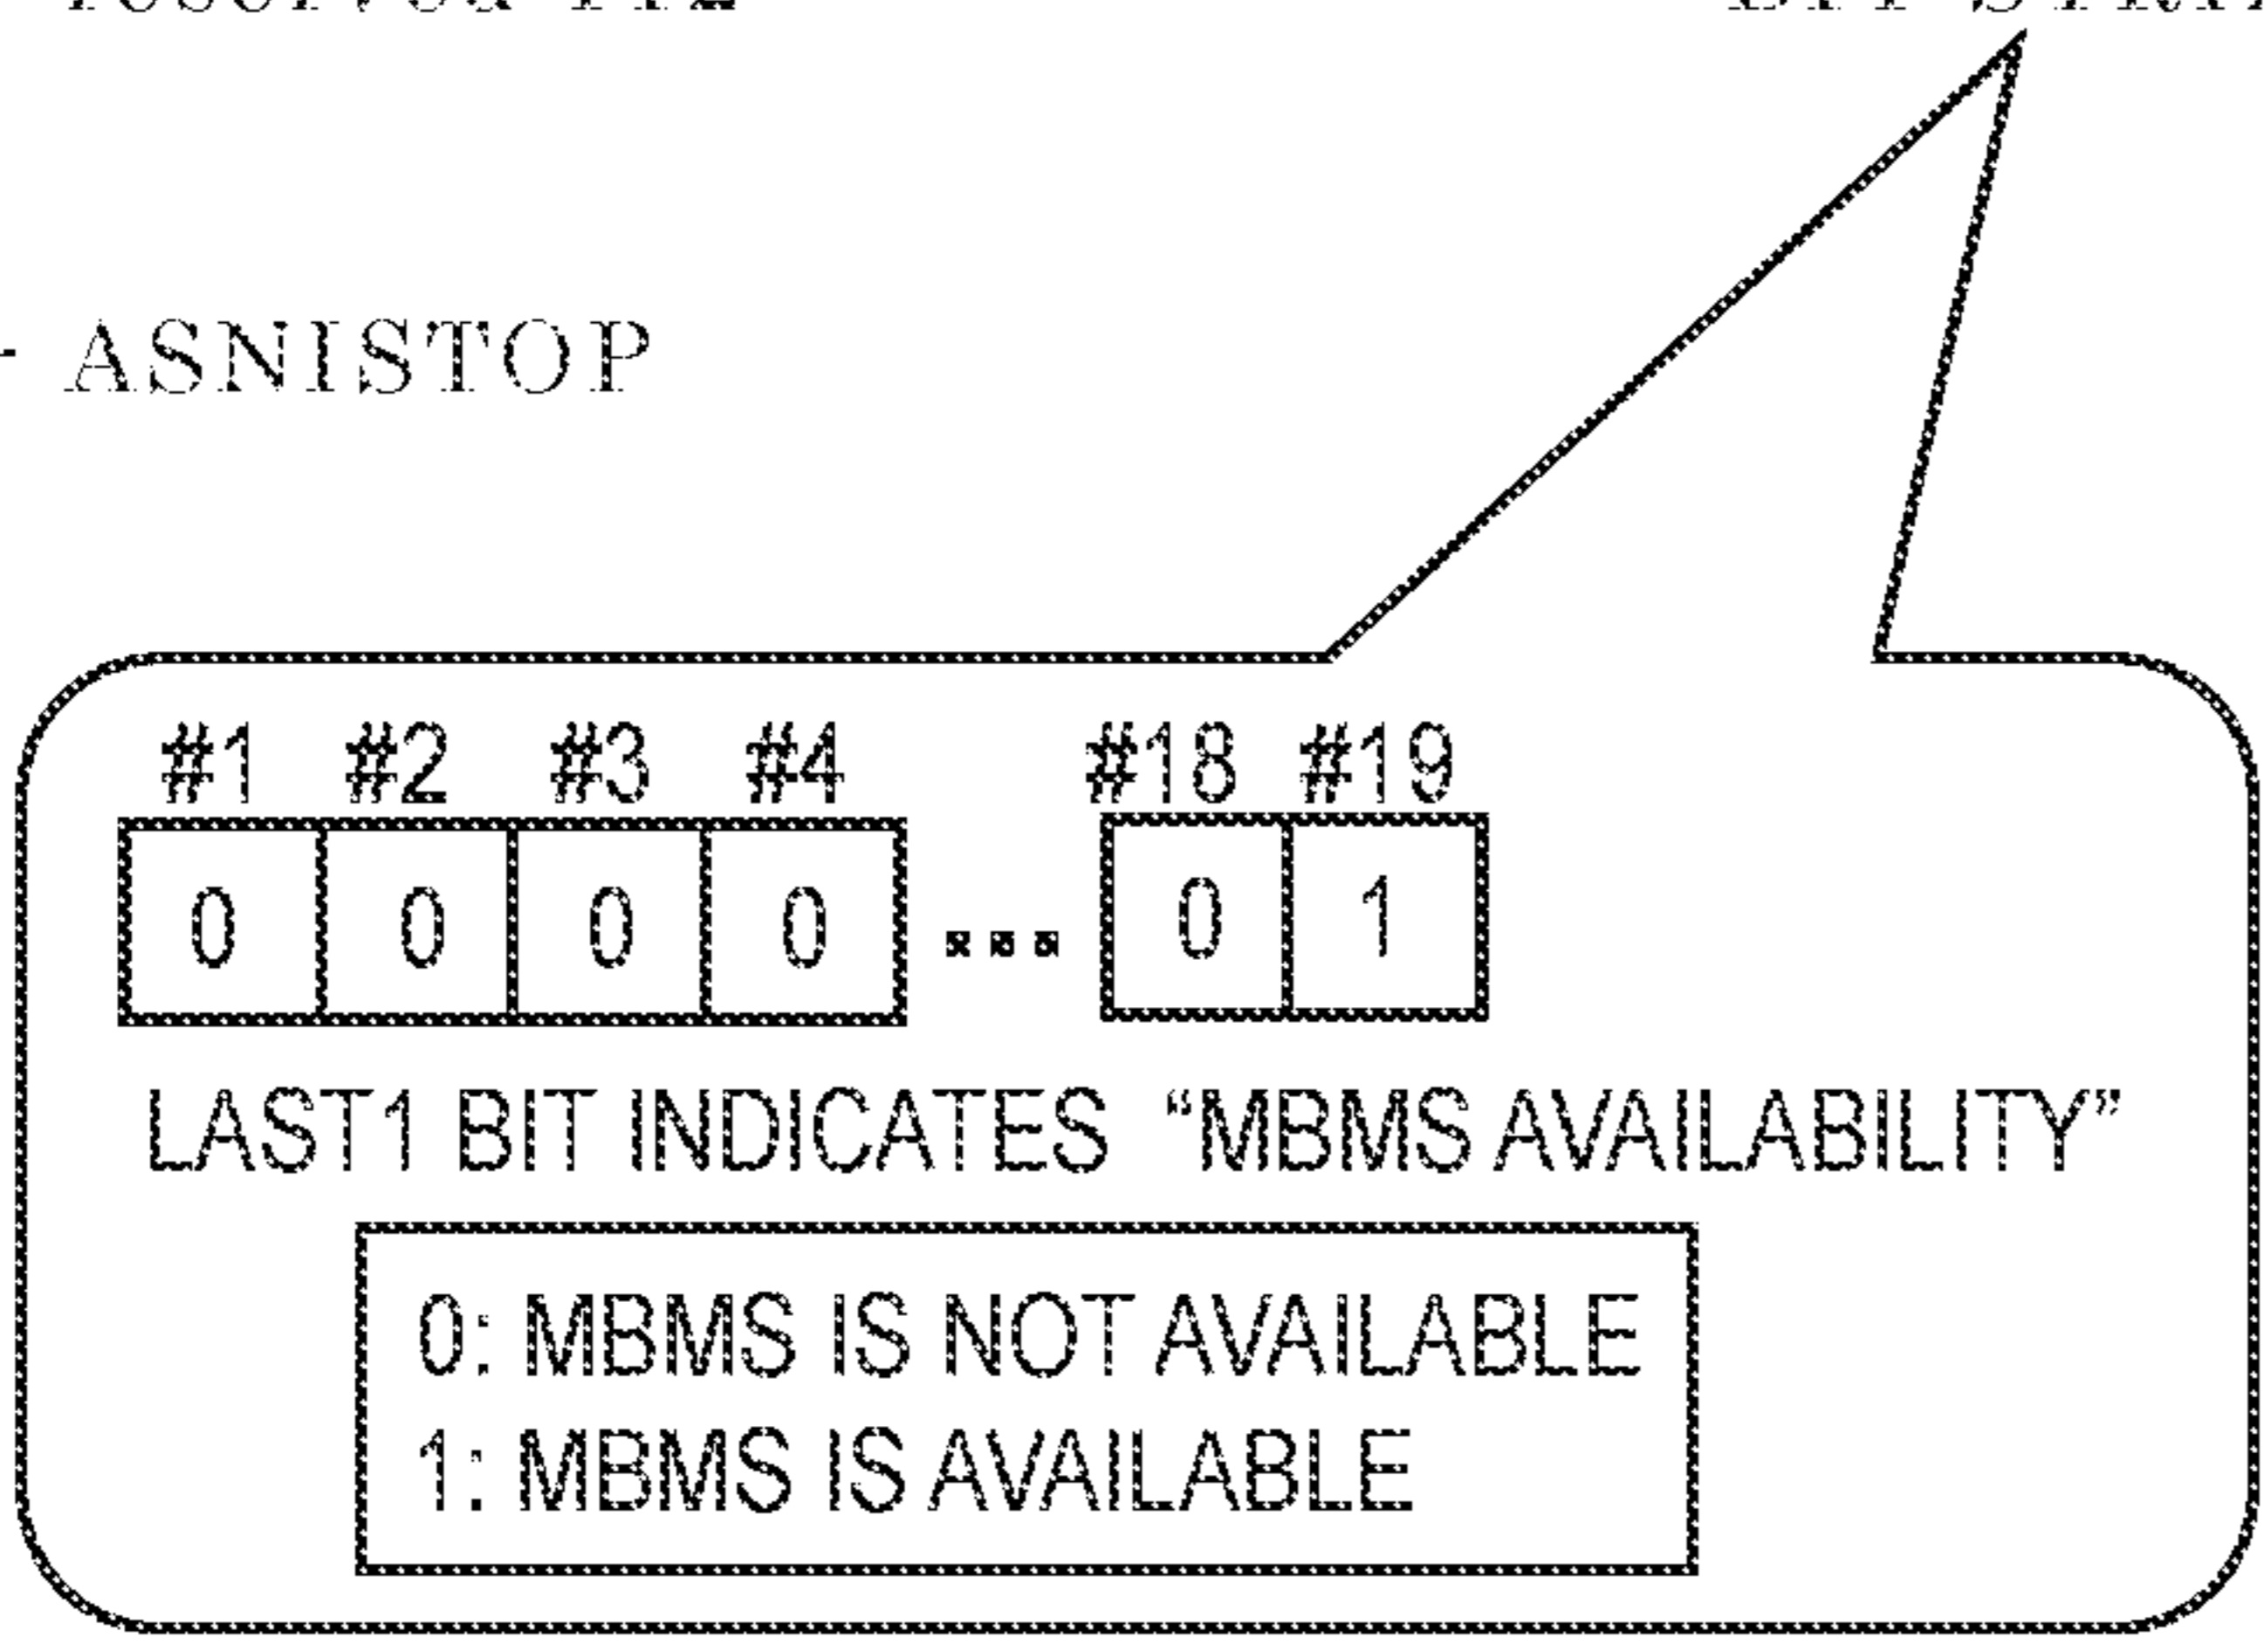 - ASNISTOP
#1 #2 #3 #4 #18 #19
0 0 0 0 ... 0 1
LAST1 BIT INDICATES “MBMS AVAILABILITY”
0: MBMS IS NOT AVAILABLE
1: MBMS IS AVAILABLE